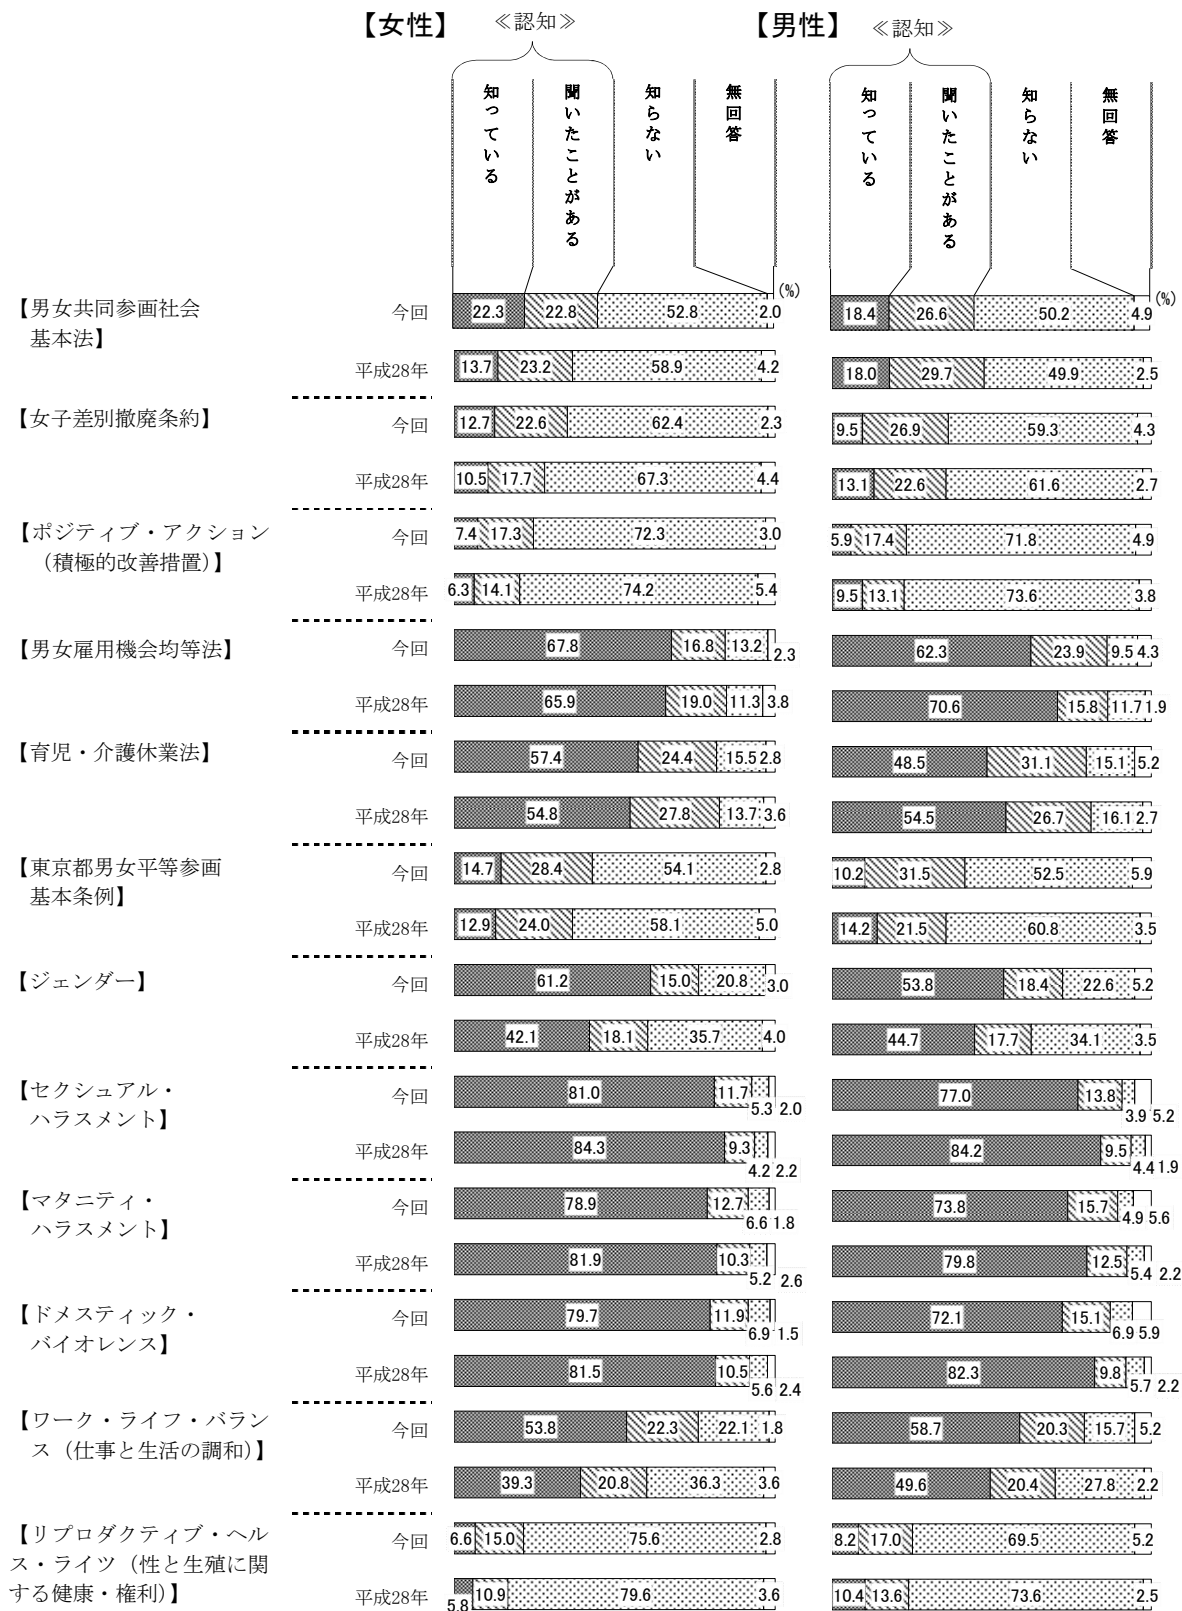 【女性】 ≪認知≫ 【男性】 ≪認知≫
知っている 聞いたことがある 知らない 無回答 知っている 聞いたことがある 知らない 無回答
(%) (%)
【男女共同参画社会 今回 22.3 22.8 52.8 2.0 18.4 26.6 50.2 4.9
基本法】
平成28年 13.7 23.2 58.9 4.2 18.0 29.7 49.9 2.5
【女子差別撤廃条約】 今回 12.7 22.6 62.4 2.3 9.5 26.9 59.3 4.3
平成28年 10.5 17.7 67.3 4.4 13.1 22.6 61.6 2.7
【ポジティブ・アクション 今回 7.4 17.3 72.3 3.0 5.9 17.4 71.8 4.9
（積極的改善措置）】
平成28年 6.3 14.1 74.2 5.4 9.5 13.1 73.6 3.8
【男女雇用機会均等法】 今回 67.8 16.8 13.2 2.3 62.3 23.9 9.5 4.3
平成28年 65.9 19.0 11.3 3.8 70.6 15.8 11.7 1.9
【育児・介護休業法】 今回 57.4 24.4 15.5 2.8 48.5 31.1 15.1 5.2
平成28年 54.8 27.8 13.7 3.6 54.5 26.7 16.1 2.7
【東京都男女平等参画 今回 14.7 28.4 54.1 2.8 10.2 31.5 52.5 5.9
基本条例】
平成28年 12.9 24.0 58.1 5.0 14.2 21.5 60.8 3.5
【ジェンダー】 今回 61.2 15.0 20.8 3.0 53.8 18.4 22.6 5.2
平成28年 42.1 18.1 35.7 4.0 44.7 17.7 34.1 3.5
【セクシュアル・ 今回 81.0 11.7 5.3 2.0 77.0 13.8 3.9 5.2
ハラスメント】
平成28年 84.3 9.3 4.2 2.2 84.2 9.5 4.4 1.9
【マタニティ・ 今回 78.9 12.7 6.6 1.8 73.8 15.7 4.9 5.6
ハラスメント】
平成28年 81.9 10.3 5.2 2.6 79.8 12.5 5.4 2.2
【ドメスティック・ 今回 79.7 11.9 6.9 1.5 72.1 15.1 6.9 5.9
バイオレンス】
平成28年 81.5 10.5 5.6 2.4 82.3 9.8 5.7 2.2
【ワーク・ライフ・バラン 今回 53.8 22.3 22.1 1.8 58.7 20.3 15.7 5.2
ス（仕事と生活の調和）】
平成28年 39.3 20.8 36.3 3.6 49.6 20.4 27.8 2.2
【リプロダクティブ・ヘル 今回 6.6 15.0 75.6 2.8 8.2 17.0 69.5 5.2
ス・ライツ（性と生殖に関
する健康・権利）】 平成28年 5.8 10.9 79.6 3.6 10.4 13.6 73.6 2.5